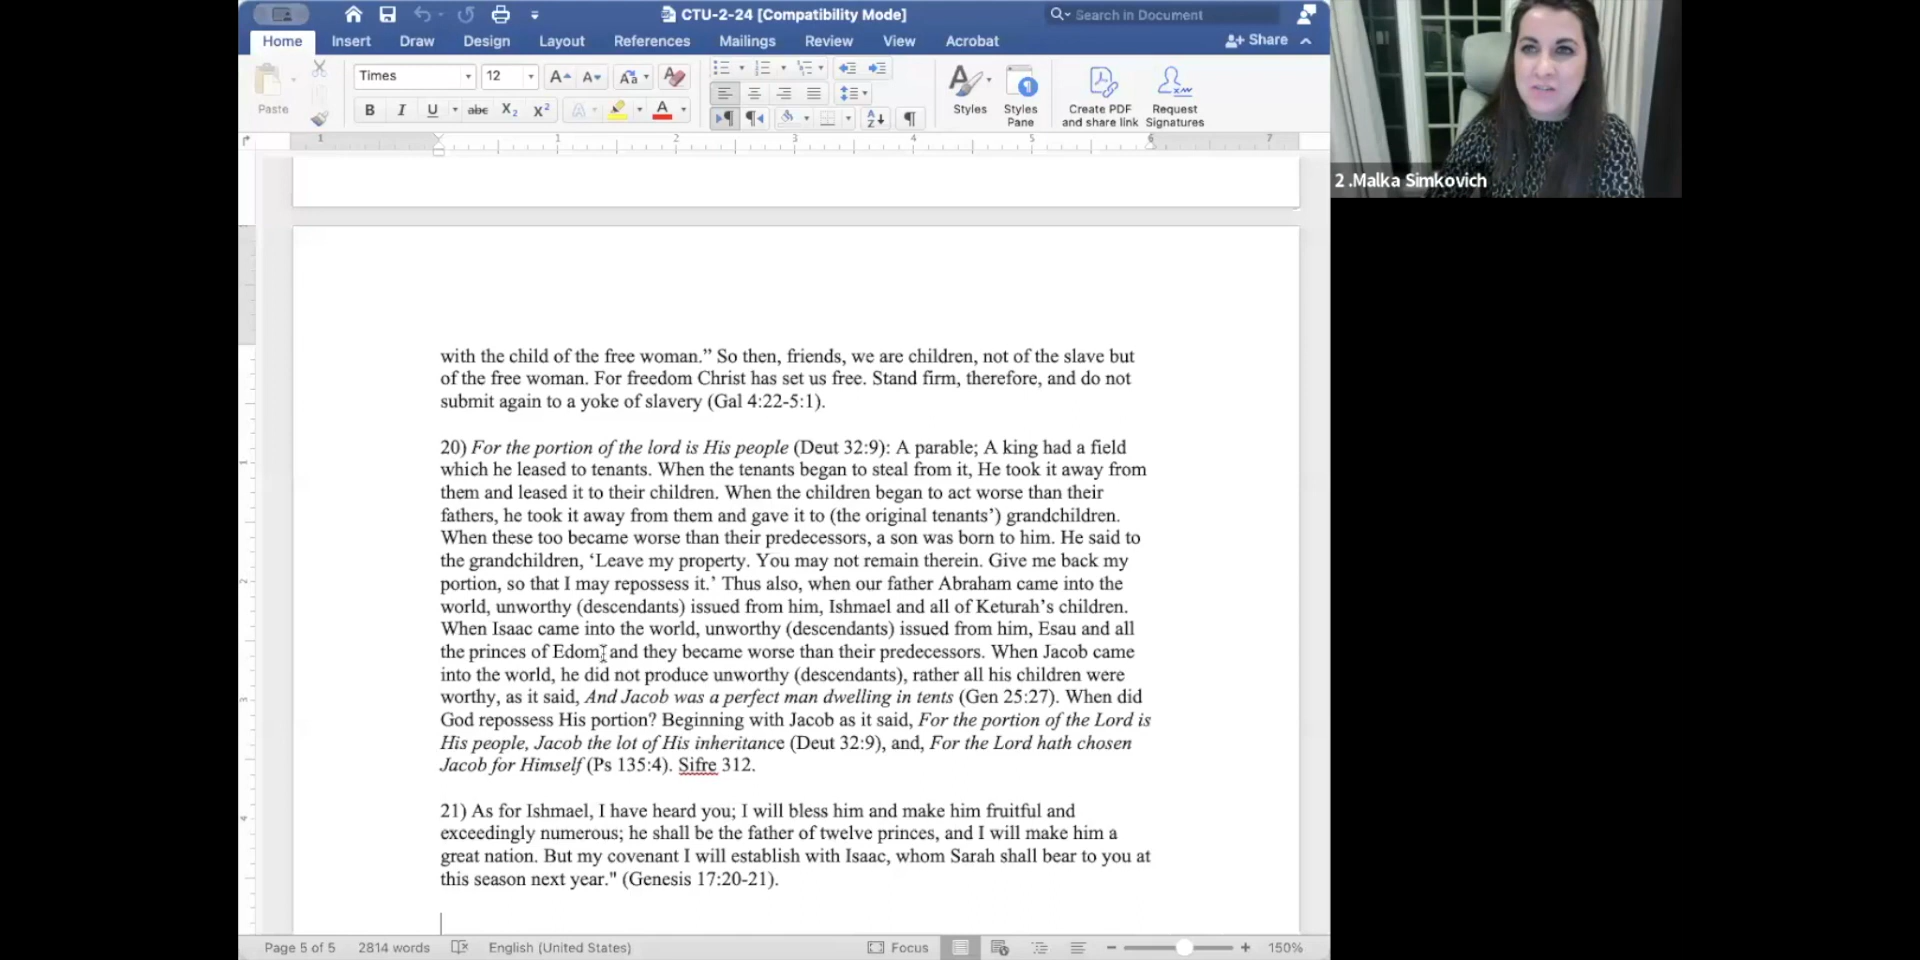 CTU-2-24 [Compatibility Mode]
Search in Document
Home Insert Draw Design Layout References Mailings Review View Acrobat
Share
Paste
Times
12
B I U abc X2 X2 A
Styles
Styles Pane
Create PDF and share link
Request Signatures
1 1 2 3 4 5 6 7
2 .Malka Simkovich
with the child of the free woman.” So then, friends, we are children, not of the slave but
of the free woman. For freedom Christ has set us free. Stand firm, therefore, and do not
submit again to a yoke of slavery (Gal 4:22-5:1).
20) For the portion of the lord is His people (Deut 32:9): A parable; A king had a field
which he leased to tenants. When the tenants began to steal from it, He took it away from
them and leased it to their children. When the children began to act worse than their
fathers, he took it away from them and gave it to (the original tenants’) grandchildren.
When these too became worse than their predecessors, a son was born to him. He said to
the grandchildren, ‘Leave my property. You may not remain therein. Give me back my
portion, so that I may repossess it.’ Thus also, when our father Abraham came into the
world, unworthy (descendants) issued from him, Ishmael and all of Keturah’s children.
When Isaac came into the world, unworthy (descendants) issued from him, Esau and all
the princes of Edom, and they became worse than their predecessors. When Jacob came
into the world, he did not produce unworthy (descendants), rather all his children were
worthy, as it said, And Jacob was a perfect man dwelling in tents (Gen 25:27). When did
God repossess His portion? Beginning with Jacob as it said, For the portion of the Lord is
His people, Jacob the lot of His inheritance (Deut 32:9), and, For the Lord hath chosen
Jacob for Himself (Ps 135:4). Sifre 312.
21) As for Ishmael, I have heard you; I will bless him and make him fruitful and
exceedingly numerous; he shall be the father of twelve princes, and I will make him a
great nation. But my covenant I will establish with Isaac, whom Sarah shall bear to you at
this season next year." (Genesis 17:20-21).
Page 5 of 5 2814 words English (United States) Focus 150%